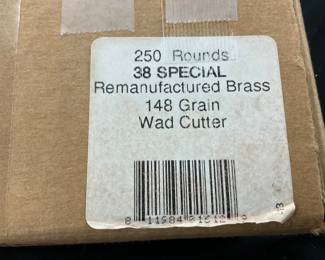 250 Rounds
38 SPECIAL
Remanufactured Brass
148 Grain
Wad Cutter